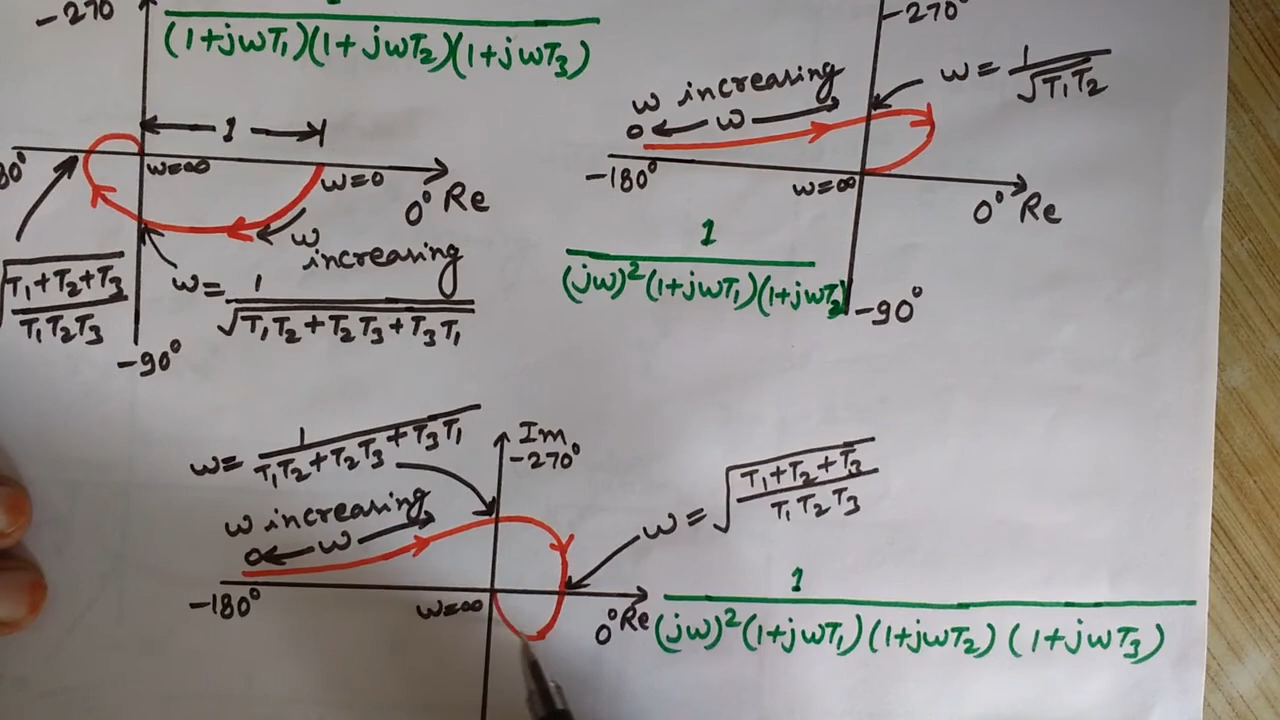 -270
1
(1+jωT₁)(1+jωT₂)(1+jωT₃)
1
80°
ω=∞
ω=0
0° Re
ω increasing
√(T₁+T₂+T₃ / T₁T₂T₃)
ω = 1/√(T₁T₂+T₂T₃+T₃T₁)
-90°
-270°
ω = 1/√(T₁T₂)
ω increasing
0 ← ω →
-180°
ω=∞
0° Re
1
(jω)²(1+jωT₁)(1+jωT₂)
-90°
ω = 1/(T₁T₂+T₂T₃+T₃T₁)
Im
-270°
ω increasing
0 ← ω →
ω = √(T₁+T₂+T₃ / T₁T₂T₃)
-180°
ω=∞
0° Re
1
(jω)²(1+jωT₁)(1+jωT₂)(1+jωT₃)